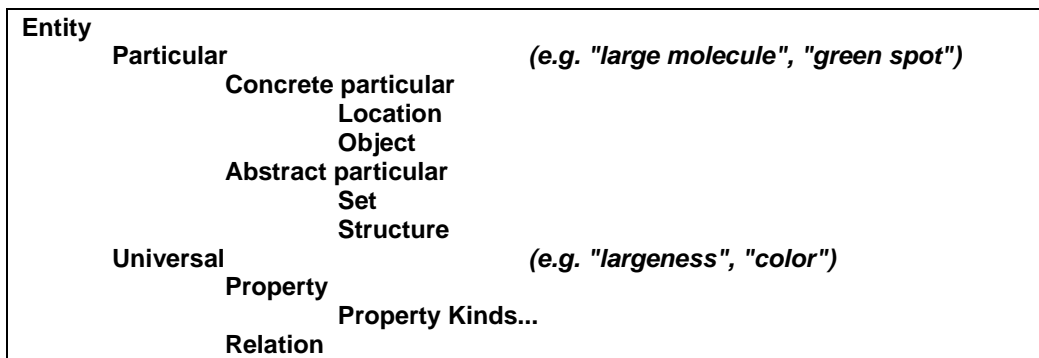 Entity
Particular (e.g. "large molecule", "green spot")
Concrete particular
Location
Object
Abstract particular
Set
Structure
Universal (e.g. "largeness", "color")
Property
Property Kinds...
Relation